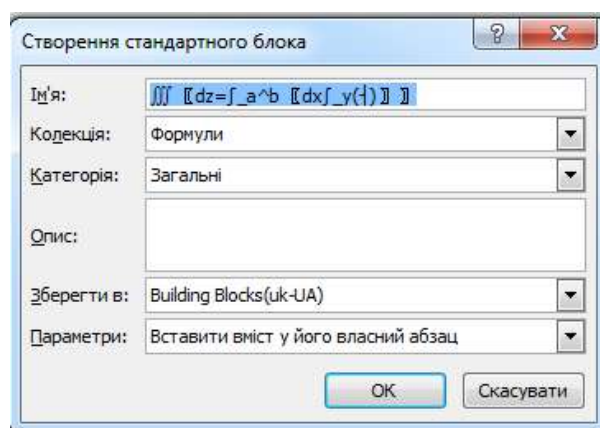 Створення стандартного блока
Ім'я: ∭〖dz=∫_a^b〖dx∫_y(┤)〗〗
Колекція: Формули
Категорія: Загальні
Опис:
Зберегти в: Building Blocks(uk-UA)
Параметри: Вставити вміст у його власний абзац
OK Скасувати